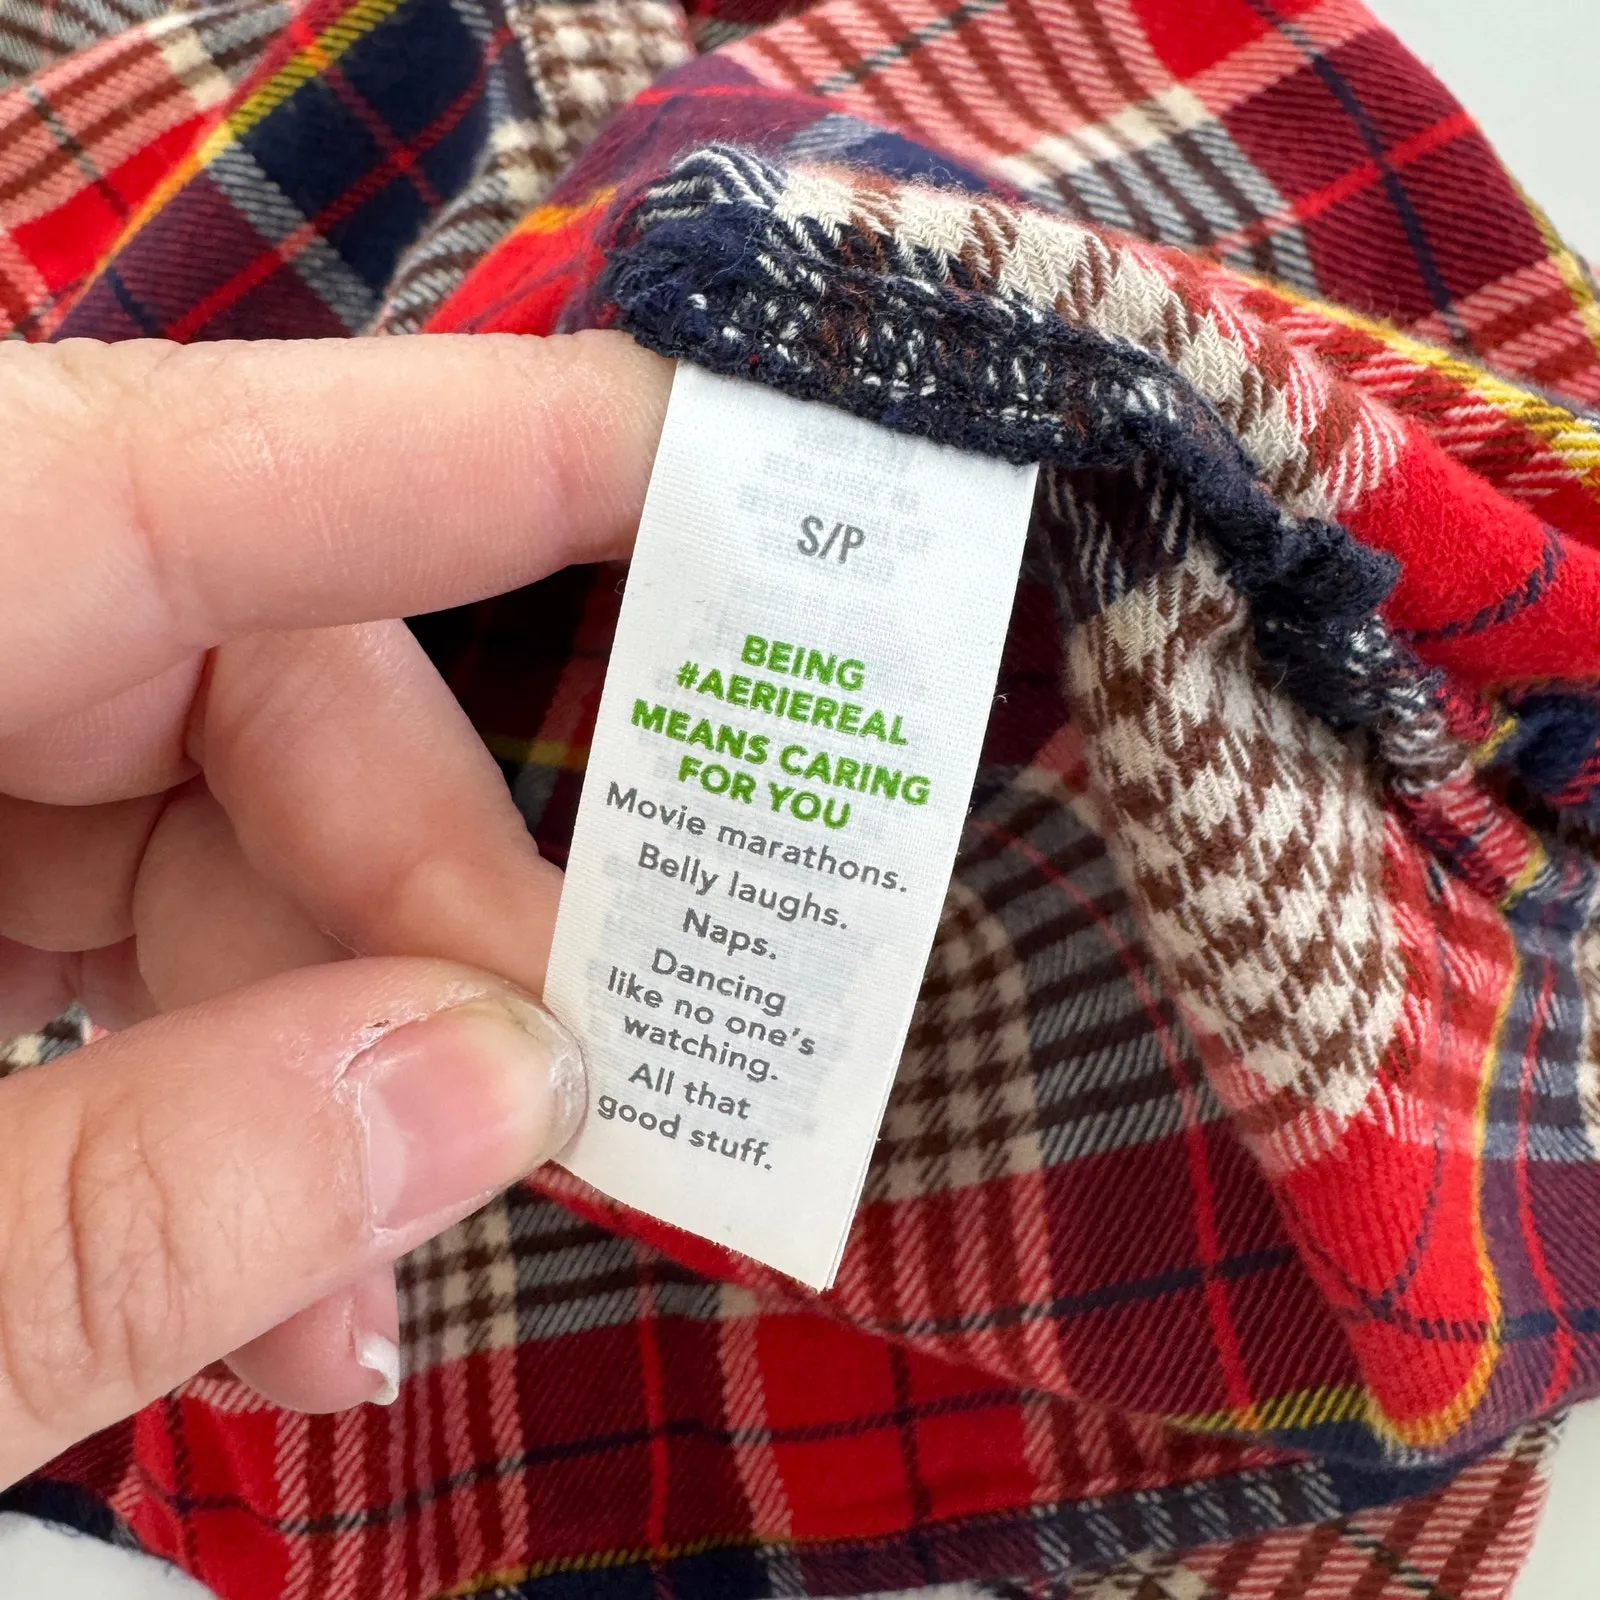 S/P
BEING
#AERIEREAL
MEANS CARING
FOR YOU
Movie marathons.
Belly laughs.
Naps.
Dancing
like no one's
watching.
All that
good stuff.